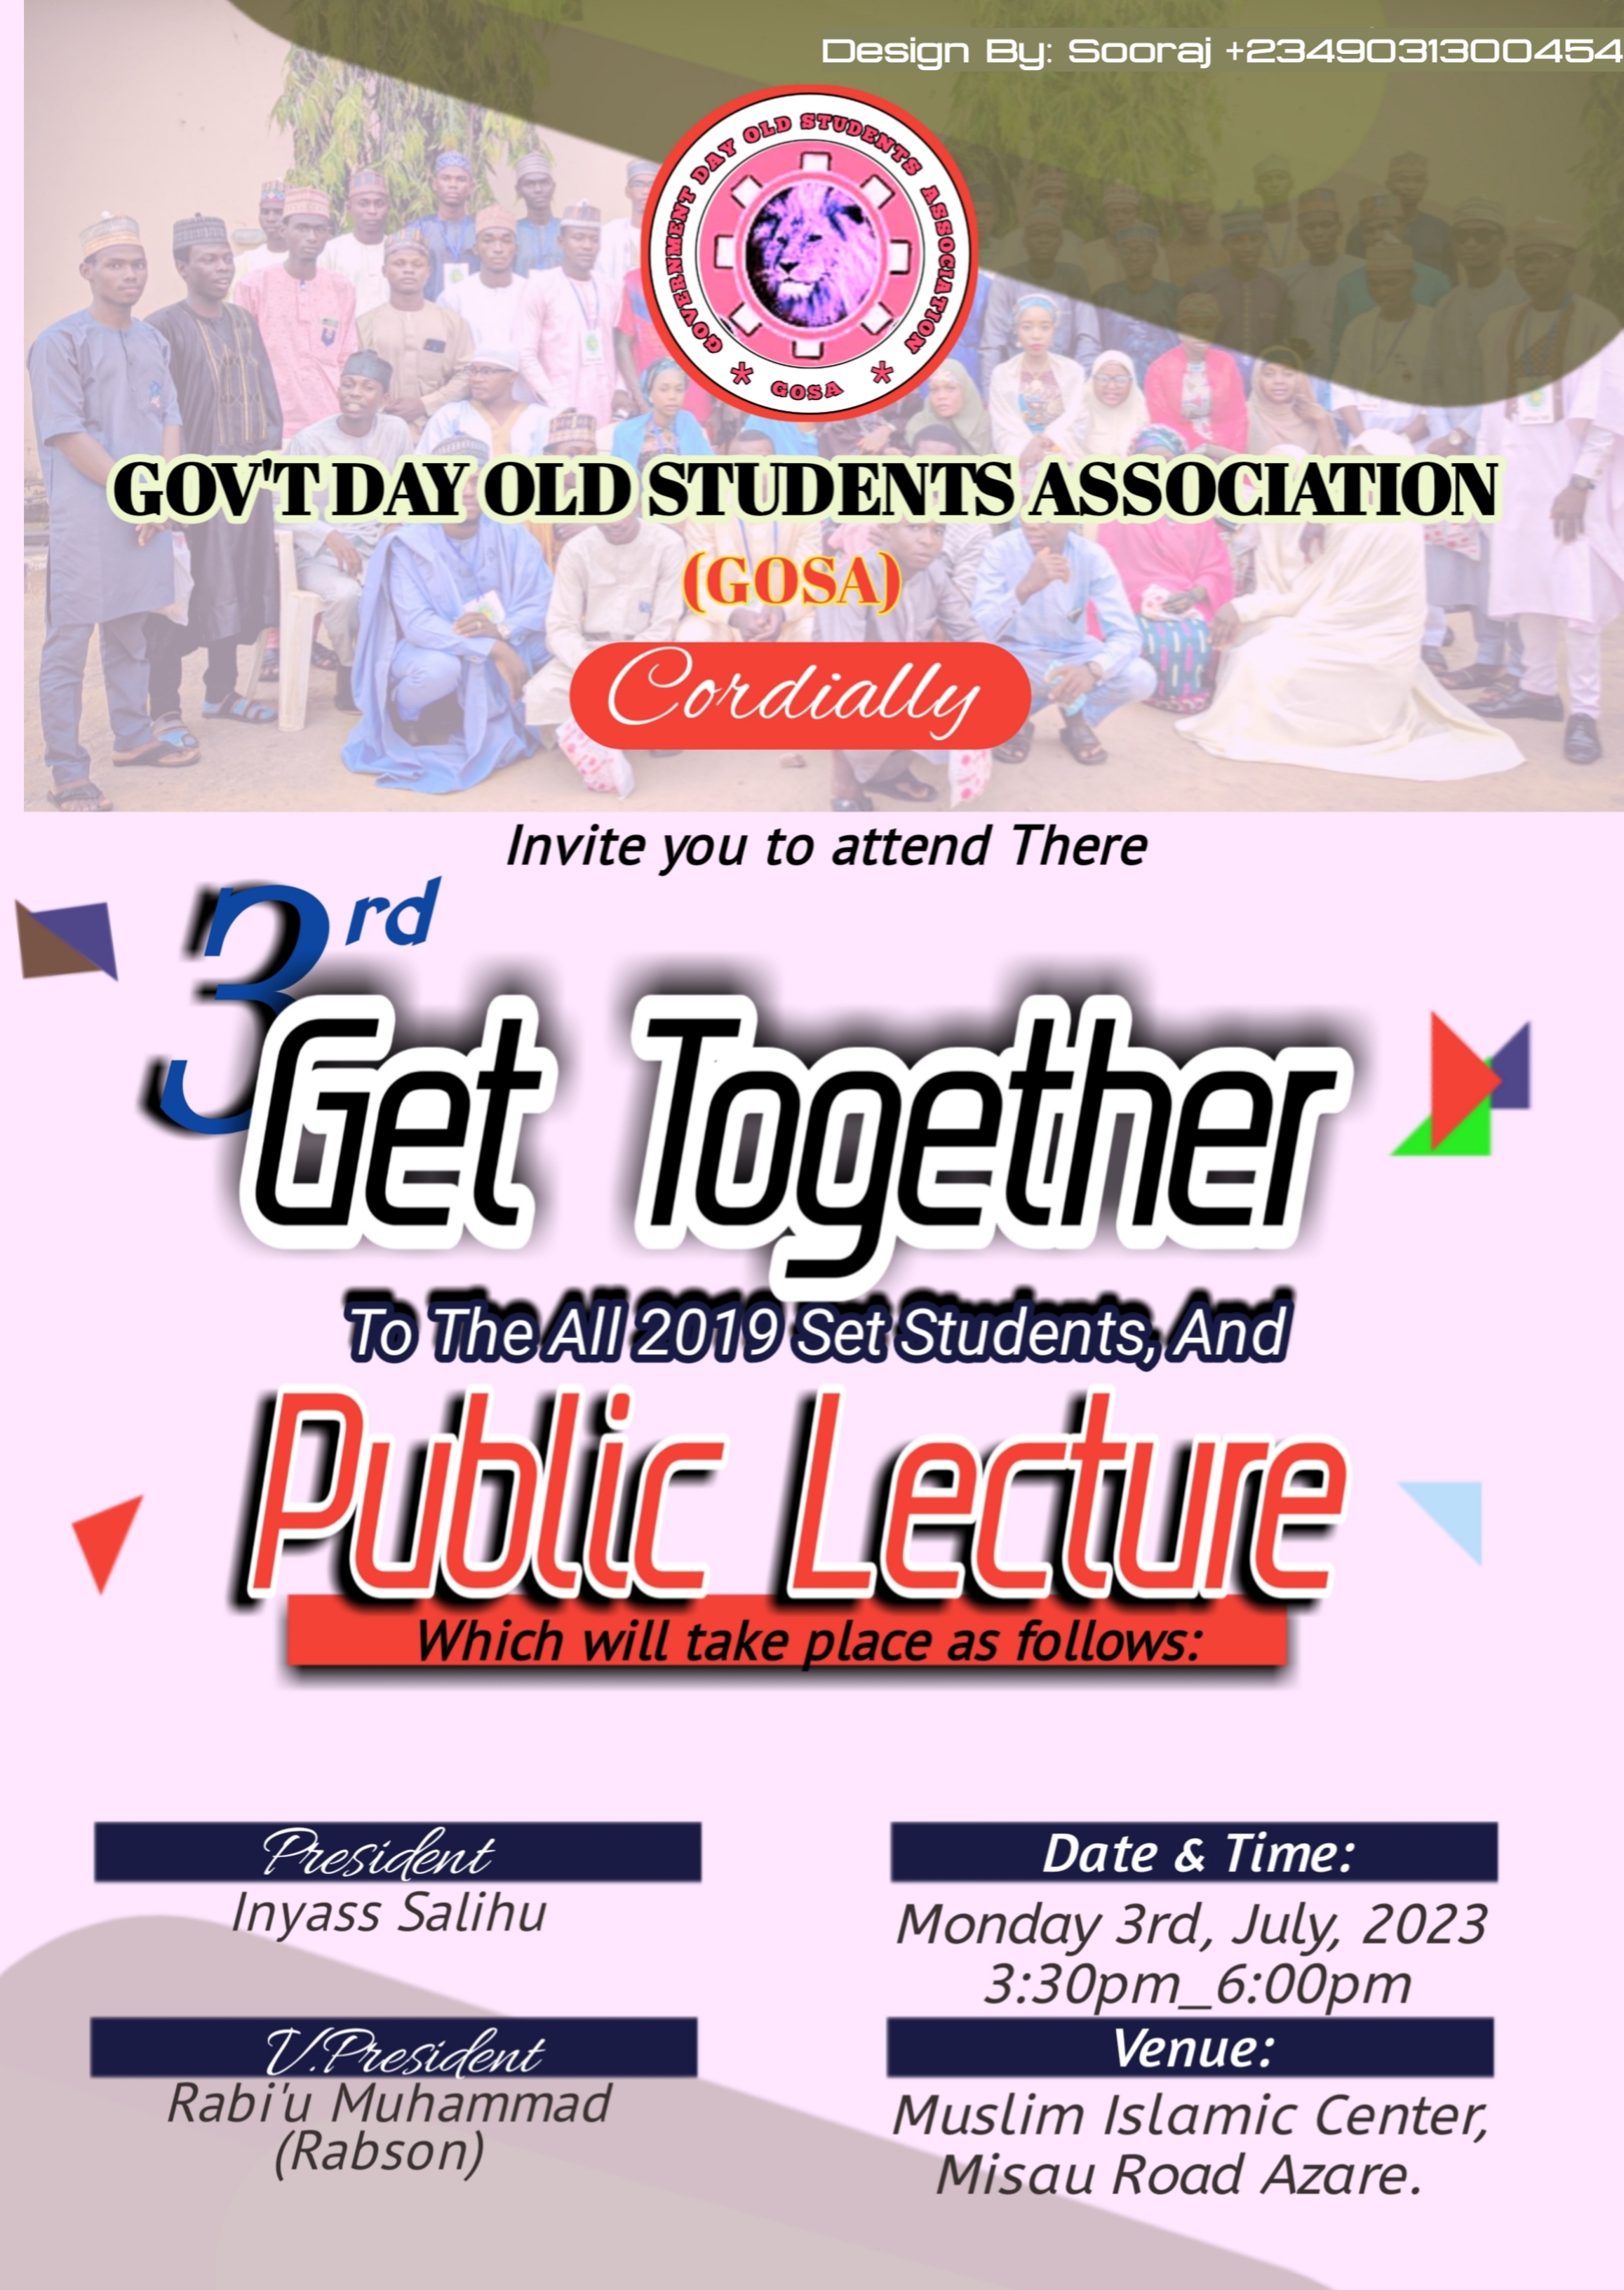 Design By: Sooraj +2349031300454
GOVERNMENT DAY OLD STUDENTS ASSOCIATION
GOSA
GOV'T DAY OLD STUDENTS ASSOCIATION
(GOSA)
Cordially
Invite you to attend There
3rd
Get Together
To The All 2019 Set Students, And
Public Lecture
Which will take place as follows:
President
Inyass Salihu
V.President
Rabi'u Muhammad
(Rabson)
Date & Time:
Monday 3rd, July, 2023
3:30pm_6:00pm
Venue:
Muslim Islamic Center,
Misau Road Azare.